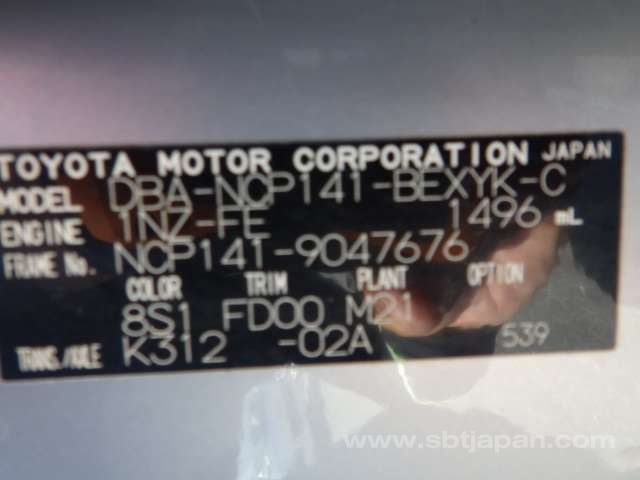 TOYOTA MOTOR CORPORATION JAPAN
MODEL DBA-NCP141-BEXYK-C
ENGINE 1NZ-FE 1496 mL
FRAME No. NCP141-9047676
COLOR TRIM PLANT OPTION
8S1 FD00 M21
TRANS./AXLE K312 -02A 539
www.sbtjapan.com